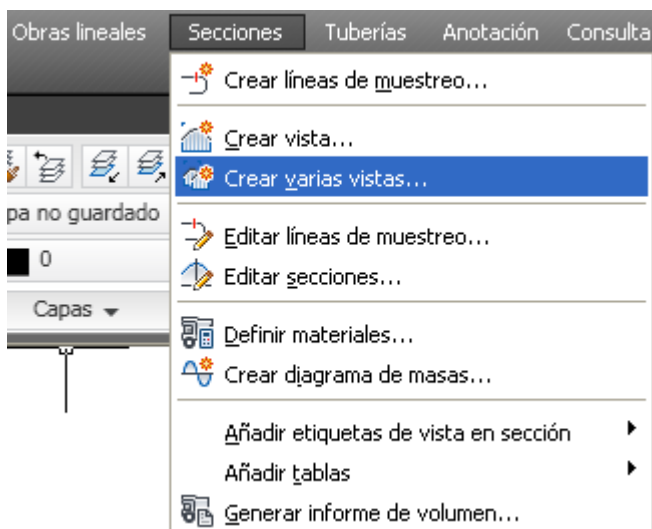 Obras lineales Secciones Tuberías Anotación Consulta
Crear líneas de muestreo...
Crear vista...
Crear varias vistas...
pa no guardado
Editar líneas de muestreo...
0
Editar secciones...
Capas
Definir materiales...
Crear diagrama de masas...
Añadir etiquetas de vista en sección
Añadir tablas
Generar informe de volumen...